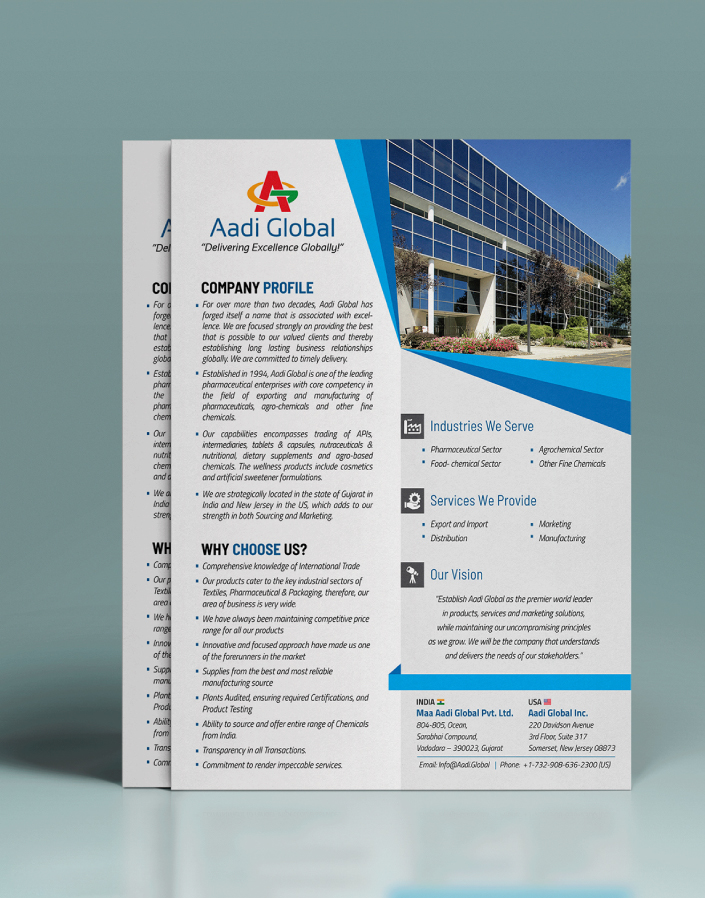 Aadi Global
"Delivering Excellence Globally!"
COMPANY PROFILE
For over more than two decades, Aadi Global has
forged itself a name that is associated with excel-
lence. We are focused strongly on providing the best
that is possible to our valued clients and thereby
establishing long lasting business relationships
globally. We are committed to timely delivery.
Established in 1994, Aadi Global is one of the leading
pharmaceutical enterprises with core competency in
the field of exporting and manufacturing of
pharmaceuticals, agro-chemicals and other fine
chemicals.
Our capabilities encompasses trading of APIs,
intermediaries, tablets & capsules, nutraceuticals &
nutritional, dietary supplements and agro-based
chemicals. The wellness products include cosmetics
and artificial sweetener formulations.
We are strategically located in the state of Gujarat in
India and New Jersey in the US, which adds to our
strength in both Sourcing and Marketing.
WHY CHOOSE US?
Comprehensive knowledge of International Trade
Our products cater to the key industrial sectors of
Textiles, Pharmaceutical & Packaging, therefore, our
area of business is very wide.
We have always been maintaining competitive price
range for all our products
Innovative and focused approach have made us one
of the forerunners in the market
Supplies from the best and most reliable
manufacturing source
Plants Audited, ensuring required Certifications, and
Product Testing
Ability to source and offer entire range of Chemicals
from India.
Transparency in all Transactions.
Commitment to render impeccable services.
Industries We Serve
Pharmaceutical Sector
Agrochemical Sector
Food- chemical Sector
Other Fine Chemicals
Services We Provide
Export and Import
Marketing
Distribution
Manufacturing
Our Vision
"Establish Aadi Global as the premier world leader
in products, services and marketing solutions,
while maintaining our uncompromising principles
as we grow. We will be the company that understands
and delivers the needs of our stakeholders."
INDIA
Maa Aadi Global Pvt. Ltd.
804-805, Ocean,
Sarabhai Compound,
Vadodara – 390023, Gujarat
USA
Aadi Global Inc.
220 Davidson Avenue
3rd Floor, Suite 317
Somerset, New Jersey 08873
Email: Info@Aadi.Global | Phone: +1-732-908-636-2300 (US)